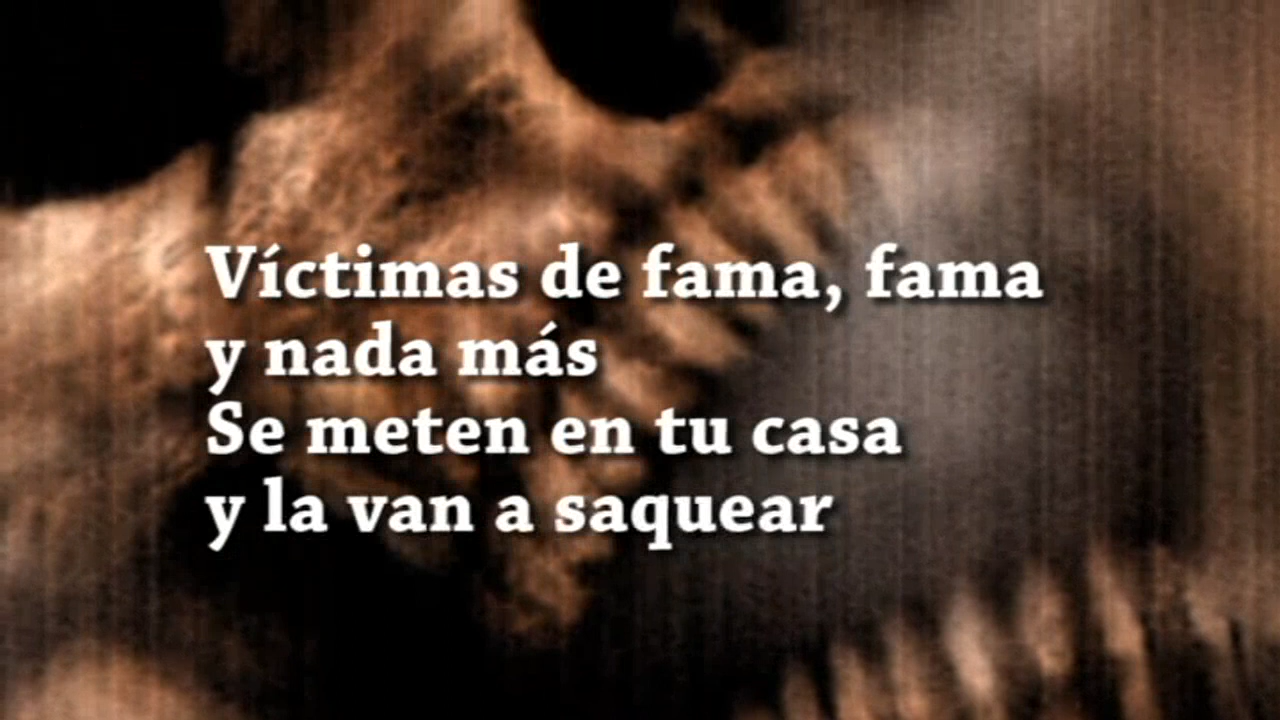 Víctimas de fama, fama
y nada más
Se meten en tu casa
y la van a saquear